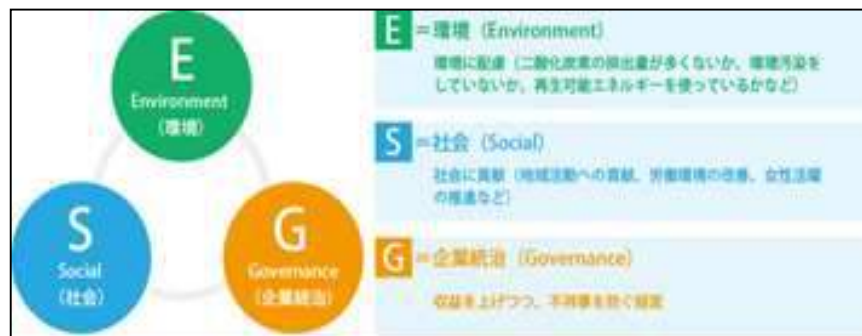 E
Environment
(環境)
S
Social
(社会)
G
Governance
(企業統治)
E=環境(Environment)
環境に配慮(二酸化炭素の排出量が多くないか、環境汚染を
していないか、再生可能エネルギーを使っているかなど)
S=社会(Social)
社会に貢献(地域活動への貢献、労働環境の改善、女性活躍
の推進など)
G=企業統治(Governance)
収益を上げつつ、不祥事を防ぐ経営